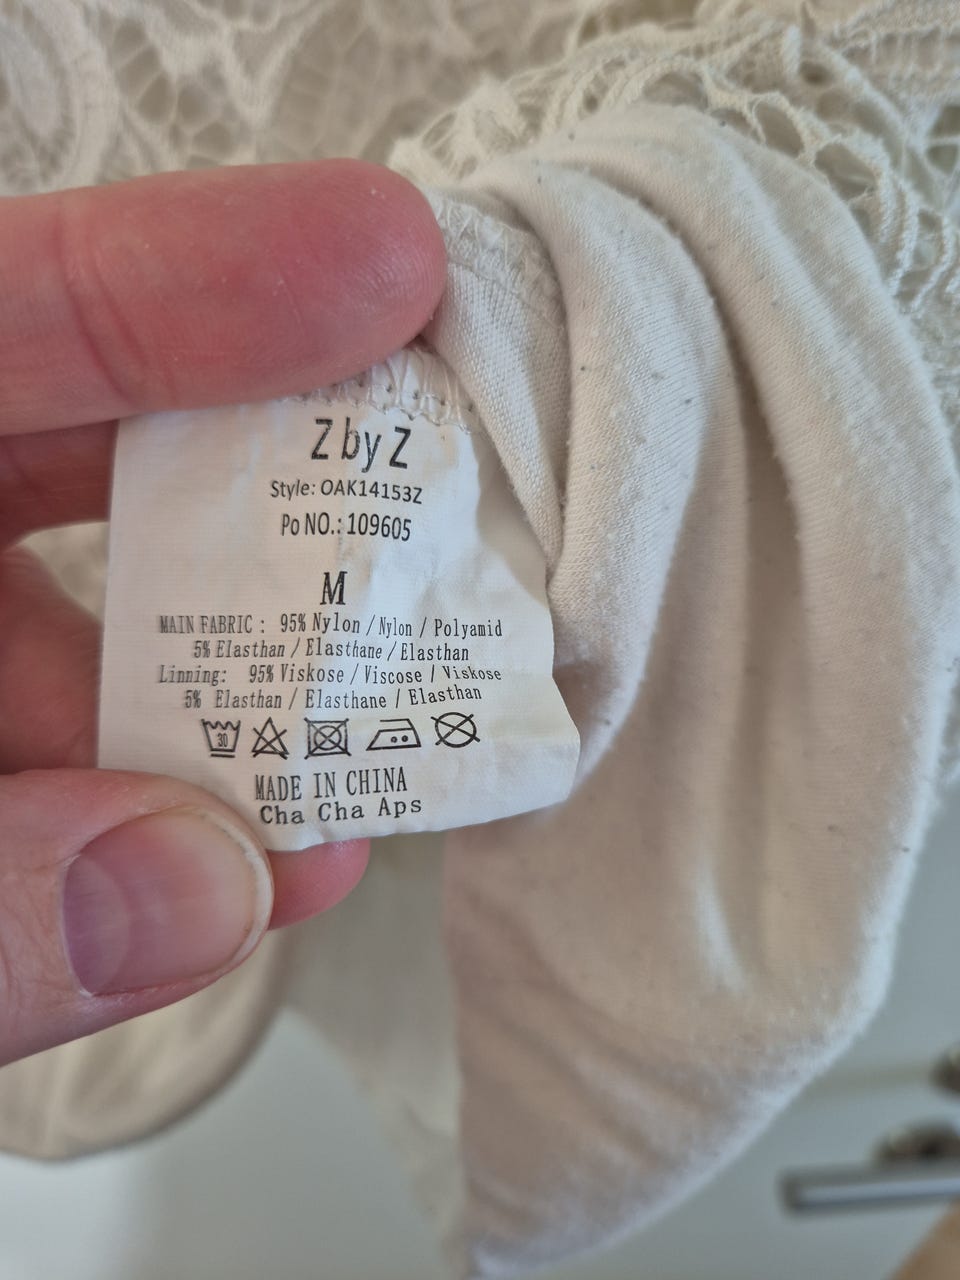 Z by Z
Style: OAK14153Z
Po NO.: 109605
M
MAIN FABRIC : 95% Nylon / Nylon / Polyamid
5% Elasthan / Elasthane / Elasthan
Linning: 95% Viskose / Viscose / Viskose
5% Elasthan / Elasthane / Elasthan
30
MADE IN CHINA
Cha Cha Aps